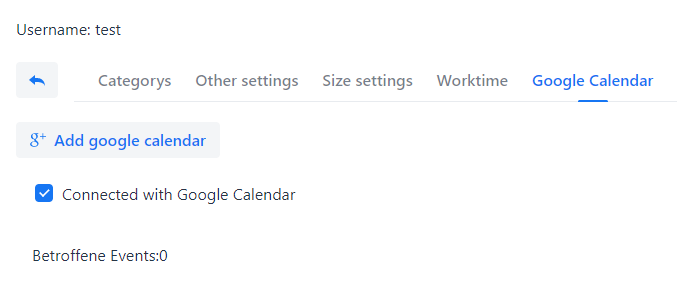 Username: test
Categorys Other settings Size settings Worktime Google Calendar
g+ Add google calendar
Connected with Google Calendar
Betroffene Events:0